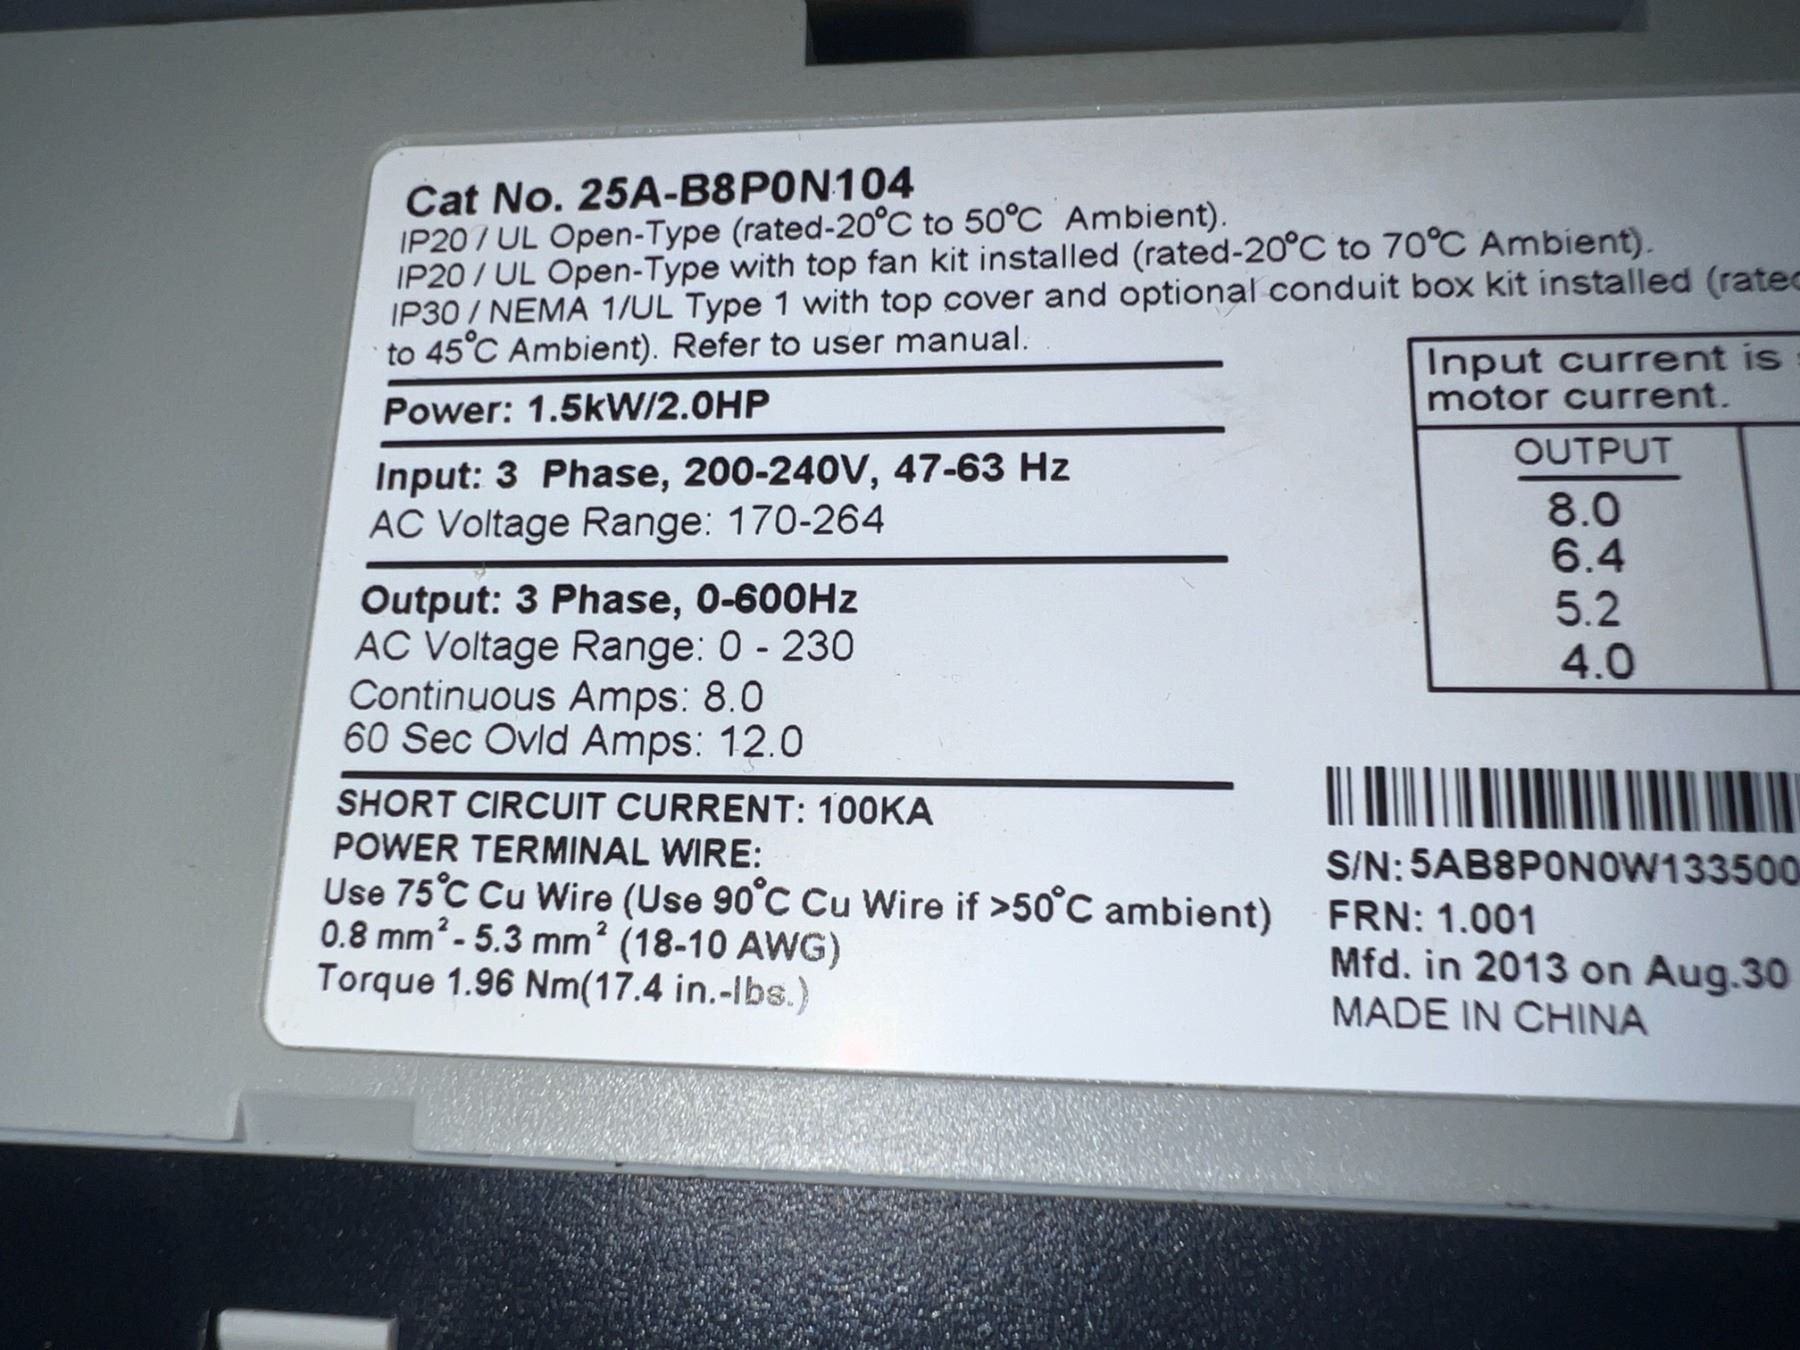 Cat No. 25A-B8P0N104
IP20 / UL Open-Type (rated-20°C to 50°C Ambient).
IP20 / UL Open-Type with top fan kit installed (rated-20°C to 70°C Ambient).
IP30 / NEMA 1/UL Type 1 with top cover and optional conduit box kit installed
to 45°C Ambient). Refer to user manual.
Power: 1.5kW/2.0HP
Input: 3 Phase, 200-240V, 47-63 Hz
AC Voltage Range: 170-264
Output: 3 Phase, 0-600Hz
AC Voltage Range: 0 - 230
Continuous Amps: 8.0
60 Sec Ovld Amps: 12.0
SHORT CIRCUIT CURRENT: 100KA
POWER TERMINAL WIRE:
Use 75°C Cu Wire (Use 90°C Cu Wire if >50°C ambient)
0.8 mm² - 5.3 mm² (18-10 AWG)
Torque 1.96 Nm(17.4 in.-lbs.)
Input current is
motor current.
OUTPUT
8.0
6.4
5.2
4.0
S/N: 5AB8P0N0W133500
FRN: 1.001
Mfd. in 2013 on Aug.30
MADE IN CHINA